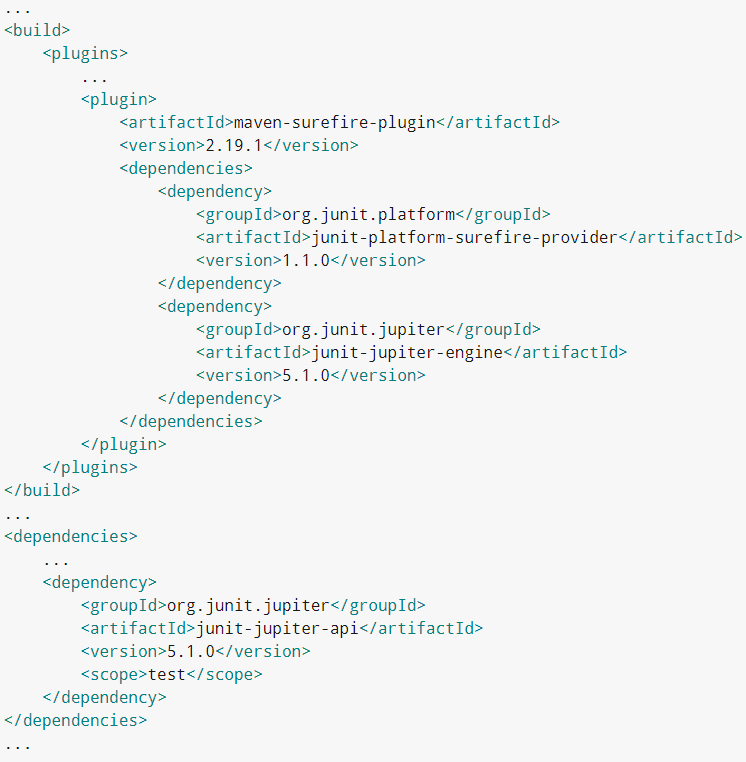 ...
<build>
    <plugins>
        ...
        <plugin>
            <artifactId>maven-surefire-plugin</artifactId>
            <version>2.19.1</version>
            <dependencies>
                <dependency>
                    <groupId>org.junit.platform</groupId>
                    <artifactId>junit-platform-surefire-provider</artifactId>
                    <version>1.1.0</version>
                </dependency>
                <dependency>
                    <groupId>org.junit.jupiter</groupId>
                    <artifactId>junit-jupiter-engine</artifactId>
                    <version>5.1.0</version>
                </dependency>
            </dependencies>
        </plugin>
    </plugins>
</build>
...
<dependencies>
    ...
    <dependency>
        <groupId>org.junit.jupiter</groupId>
        <artifactId>junit-jupiter-api</artifactId>
        <version>5.1.0</version>
        <scope>test</scope>
    </dependency>
</dependencies>
...